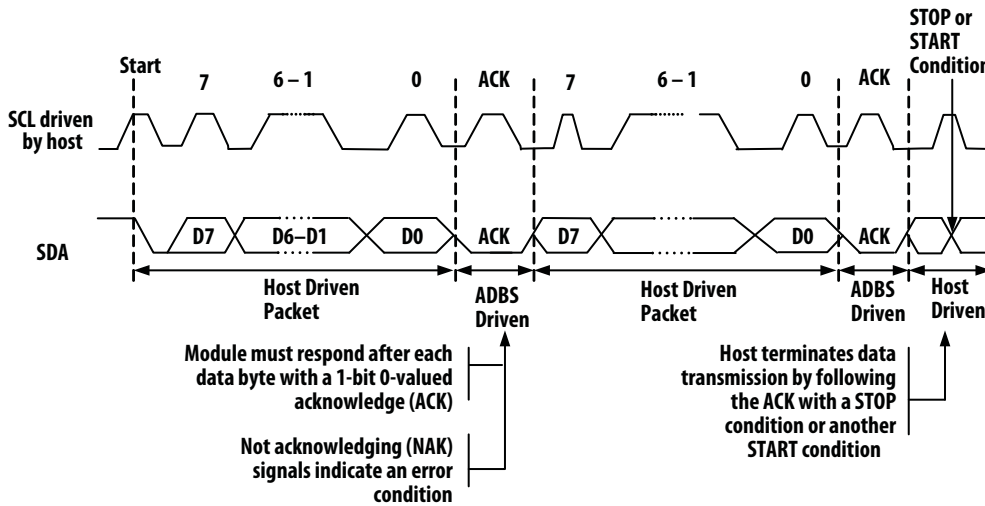 STOP or
START
Condition
Start
7 6 – 1 0 ACK 7 6 – 1 0 ACK
SCL driven
by host
SDA
D7 D6–D1 D0 ACK D7 D0 ACK
Host Driven
Packet
ADBS
Driven
Host Driven
Packet
ADBS
Driven
Host
Driven
Module must respond after each
data byte with a 1-bit 0-valued
acknowledge (ACK)
Not acknowledging (NAK)
signals indicate an error
condition
Host terminates data
transmission by following
the ACK with a STOP
condition or another
START condition